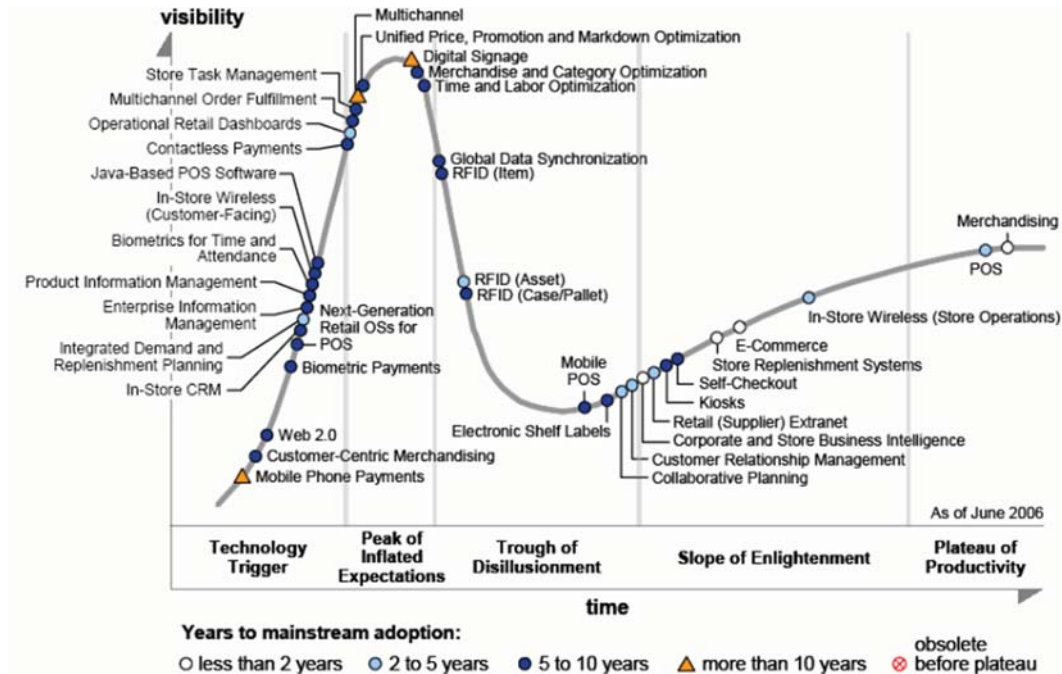 visibility
Multichannel
Unified Price, Promotion and Markdown Optimization
Digital Signage
Store Task Management
Merchandise and Category Optimization
Time and Labor Optimization
Multichannel Order Fulfillment
Operational Retail Dashboards
Contactless Payments
Global Data Synchronization
RFID (Item)
Java-Based POS Software
In-Store Wireless
(Customer-Facing)
Biometrics for Time and
Attendance
Product Information Management
Enterprise Information
Management
Next-Generation
Retail OSs for
POS
Integrated Demand and
Replenishment Planning
In-Store CRM
Biometric Payments
Web 2.0
Customer-Centric Merchandising
Mobile Phone Payments
RFID (Asset)
RFID (Case/Pallet)
Mobile
POS
Electronic Shelf Labels
Merchandising
POS
In-Store Wireless (Store Operations)
E-Commerce
Store Replenishment Systems
Self-Checkout
Kiosks
Retail (Supplier) Extranet
Corporate and Store Business Intelligence
Customer Relationship Management
Collaborative Planning
As of June 2006
Technology
Trigger
Peak of
Inflated
Expectations
Trough of
Disillusionment
Slope of Enlightenment
Plateau of
Productivity
time
Years to mainstream adoption:
less than 2 years
2 to 5 years
5 to 10 years
more than 10 years
obsolete
before plateau